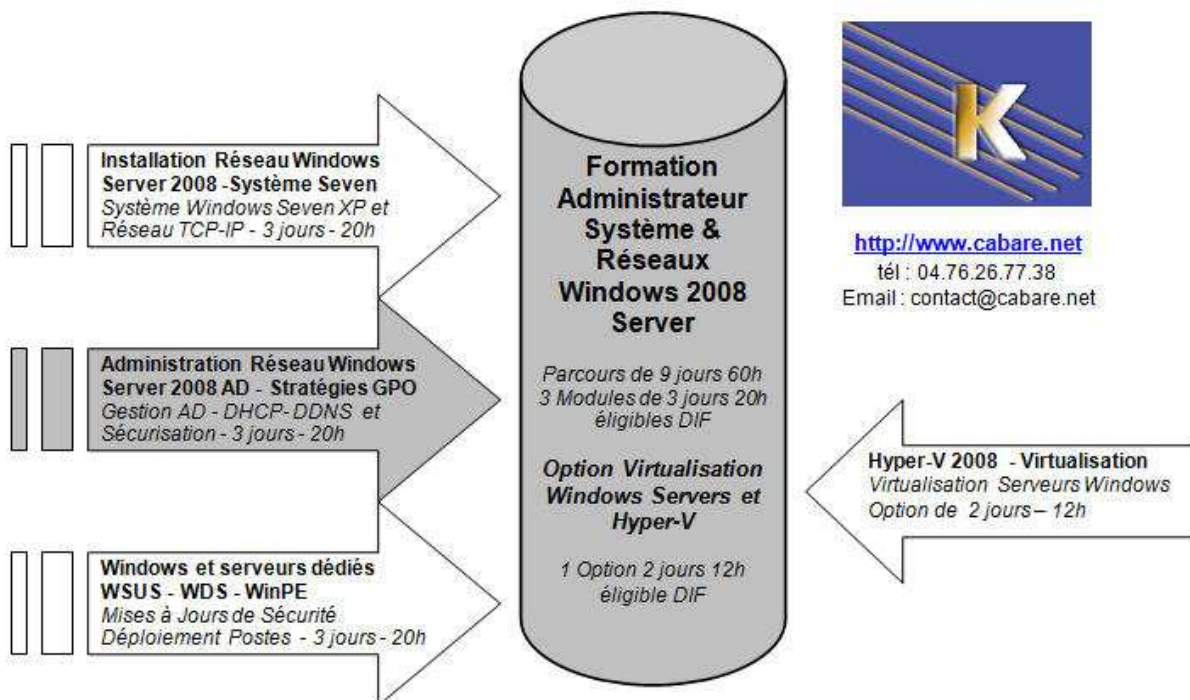 Installation Réseau Windows
Server 2008 - Système Seven
Système Windows Seven XP et
Réseau TCP-IP - 3 jours - 20h
Administration Réseau Windows
Server 2008 AD - Stratégies GPO
Gestion AD - DHCP- DDNS et
Sécurisation - 3 jours - 20h
Windows et serveurs dédiés
WSUS - WDS - WinPE
Mises à Jours de Sécurité
Déploiement Postes - 3 jours - 20h
Formation
Administrateur
Système &
Réseaux
Windows 2008
Server
Parcours de 9 jours 60h
3 Modules de 3 jours 20h
éligibles DIF
Option Virtualisation
Windows Servers et
Hyper-V
1 Option 2 jours 12h
éligible DIF
K
http://www.cabare.net
tél : 04.76.26.77.38
Email : contact@cabare.net
Hyper-V 2008 - Virtualisation
Virtualisation Serveurs Windows
Option de 2 jours – 12h